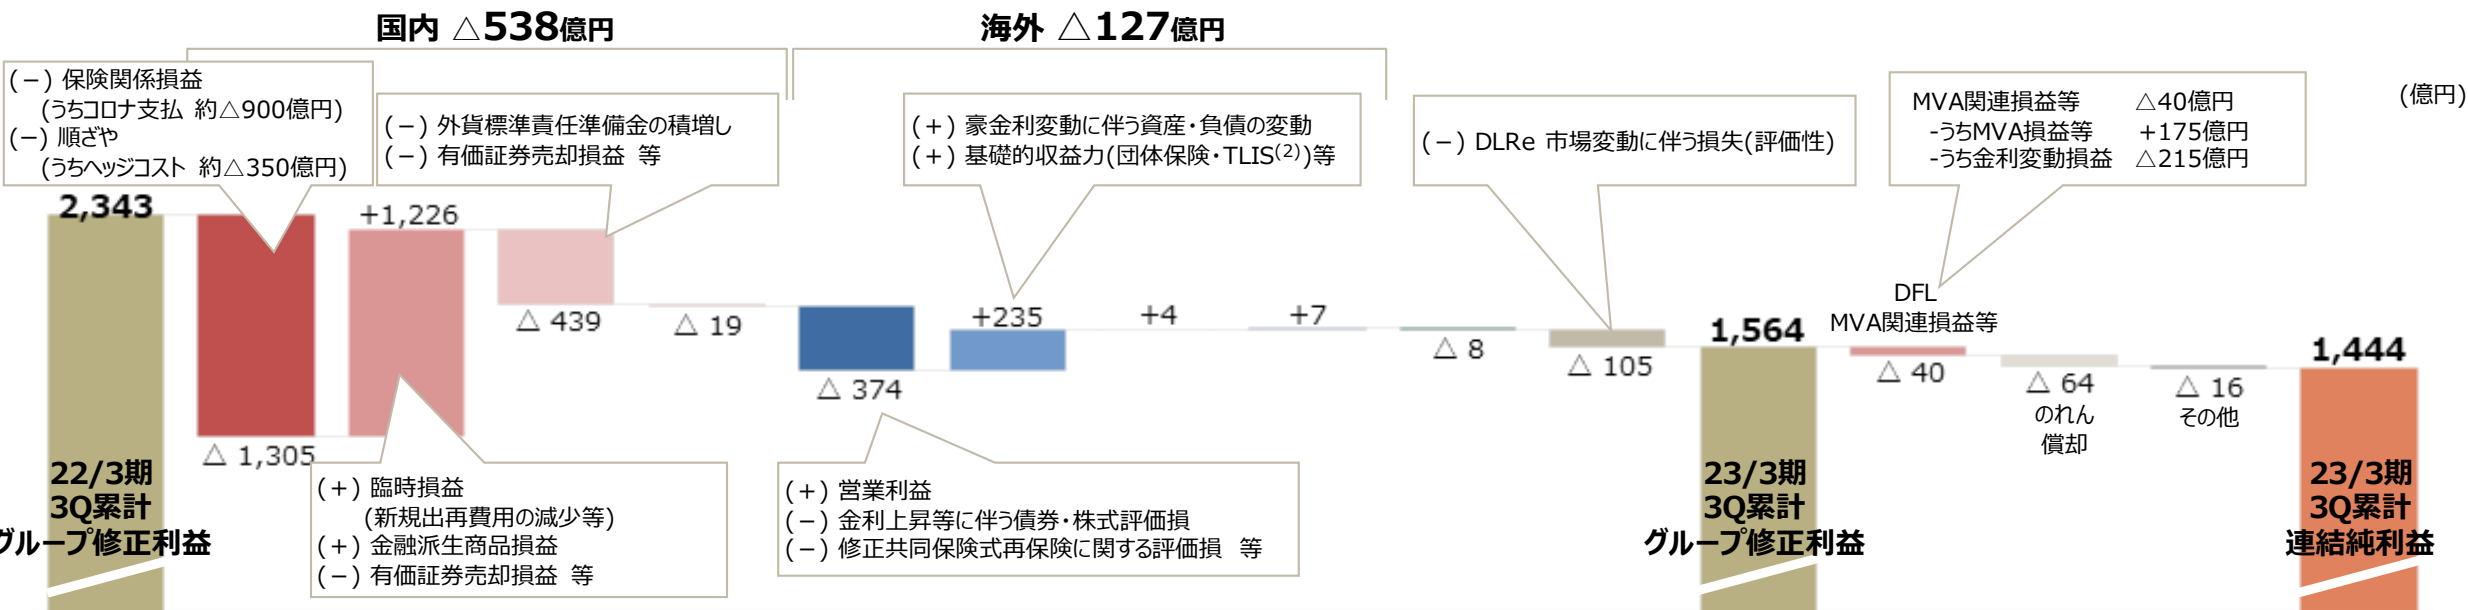 国内 △538億円
海外 △127億円
(億円)
(－) 保険関係損益
(うちコロナ支払 約△900億円)
(－) 順ざや
(うちヘッジコスト 約△350億円)
(－) 外貨標準責任準備金の積増し
(－) 有価証券売却損益 等
(＋) 豪金利変動に伴う資産・負債の変動
(＋) 基礎的収益力(団体保険・TLIS(2))等
(－) DLRe 市場変動に伴う損失(評価性)
MVA関連損益等 △40億円
-うちMVA損益等 +175億円
-うち金利変動損益 △215億円
2,343
△ 1,305
+1,226
△ 439
△ 19
△ 374
+235
+4
+7
△ 8
△ 105
1,564
DFL
MVA関連損益等
△ 40
△ 64
のれん
償却
△ 16
その他
1,444
22/3期
3Q累計
グループ修正利益
(＋) 臨時損益
(新規出再費用の減少等)
(＋) 金融派生商品損益
(－) 有価証券売却損益 等
(＋) 営業利益
(－) 金利上昇等に伴う債券・株式評価損
(－) 修正共同保険式再保険に関する評価損 等
23/3期
3Q累計
グループ修正利益
23/3期
3Q累計
連結純利益